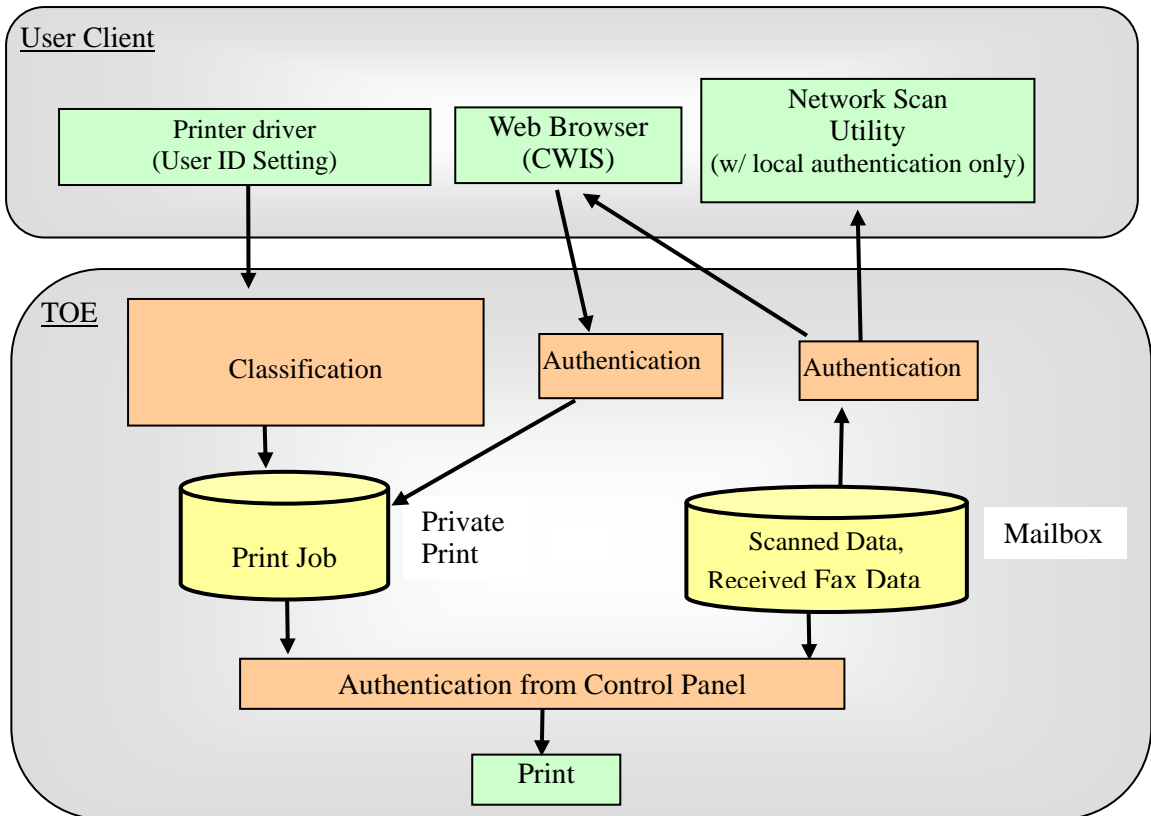 User Client
Printer driver
(User ID Setting)
Web Browser
(CWIS)
Network Scan
Utility
(w/ local authentication only)
TOE
Classification
Authentication
Authentication
Print Job
Private
Print
Scanned Data,
Received Fax Data
Mailbox
Authentication from Control Panel
Print